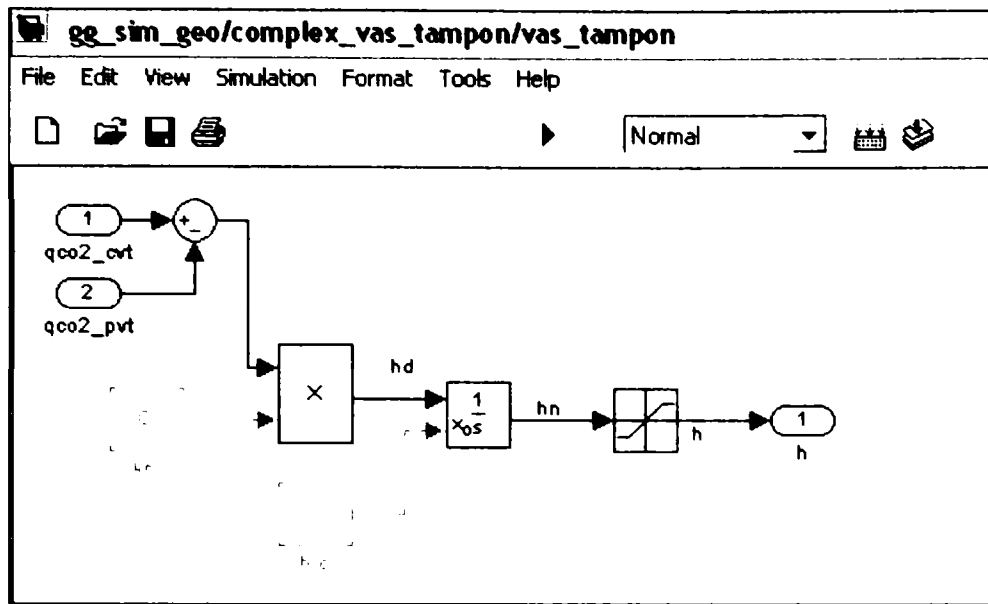 gg_sim_geo/complex_vas_tampon/vas_tampon
File Edit View Simulation Format Tools Help
Normal
1
+
-
qco2_cvt
2
qco2_pvt
×
hd
1
s
xo
hn
h
1
h